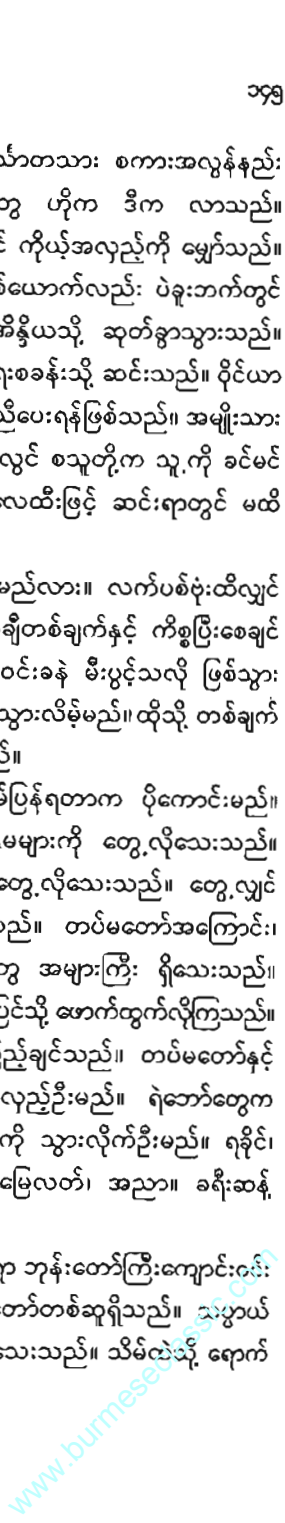 ၁၄၅
စကားအလွန်နည်း
ဟိုက ဒီက လာသည်။
ကိုယ့်အလှည့်ကို မျှော်သည်။
လည်း ပဲခူးဘက်တွင်
အိန္ဒိယသို့ ဆုတ်ခွာသွားသည်။
စခန်းသို့ ဆင်းသည်။ ဝိုင်ယာ
ညီပေးရန်ဖြစ်သည်။ အမျိုးသား
လွင် စသူတို့က သူ့ကို ခင်မင်
လေထီးဖြင့် ဆင်းရာတွင် မထိ
မည်လား။ လက်ပစ်ဗုံးထိလျှင်
ချီတစ်ချက်နှင့် ကိစ္စပြီးစေချင်
ဝင်းခနဲ မီးပွင့်သလို ဖြစ်သွား
သွားလိမ့်မည်။ ထိုသို့ တစ်ချက်
ည်။
ပြန်ရတာက ပိုကောင်းမည်။
မများကို တွေ့လိုသေးသည်။
တွေ့လိုသေးသည်။ တွေ့လျှင်
သည်။ တပ်မတော်အကြောင်း၊
အများကြီး ရှိသေးသည်။
ပြင်သို့ ဖောက်ထွက်လိုကြသည်။
ည့်ချင်သည်။ တပ်မတော်နှင့်
လှည့်ဦးမည်။ ရဲဘော်တွေက
ကို သွားလိုက်ဦးမည်။ ရခိုင်၊
မြေလတ်၊ အညာ။ ခရီးဆန့်
ဘုန်းတော်ကြီးကျောင်းဝင်း
တော်တစ်ဆူရှိသည်။ သပ္ပာယ်
သေးသည်။ သိမ်ထဲသို့ ရောက်
www.burmeseclassic.com